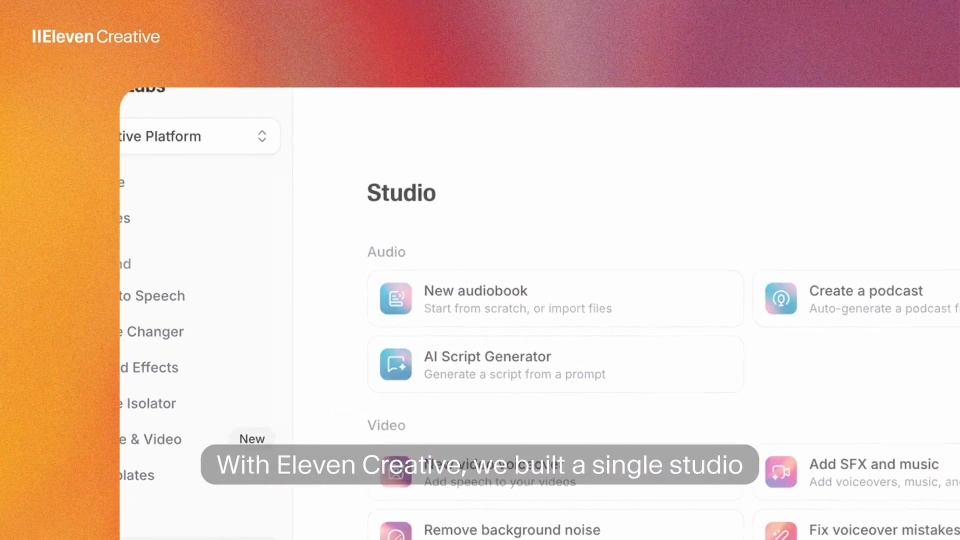 IIElevenCreative
Labs
tive Platform
e
es
nd
to Speech
e Changer
d Effects
e Isolator
e & Video New
plates
Studio
Audio
New audiobook
Start from scratch, or import files
Create a podcast
Auto-generate a podcast f
AI Script Generator
Generate a script from a prompt
Video
With Eleven Creative, we built a single studio
Add speech to your videos
Add SFX and music
Add voiceovers, music, an
Remove background noise
Fix voiceover mistakes